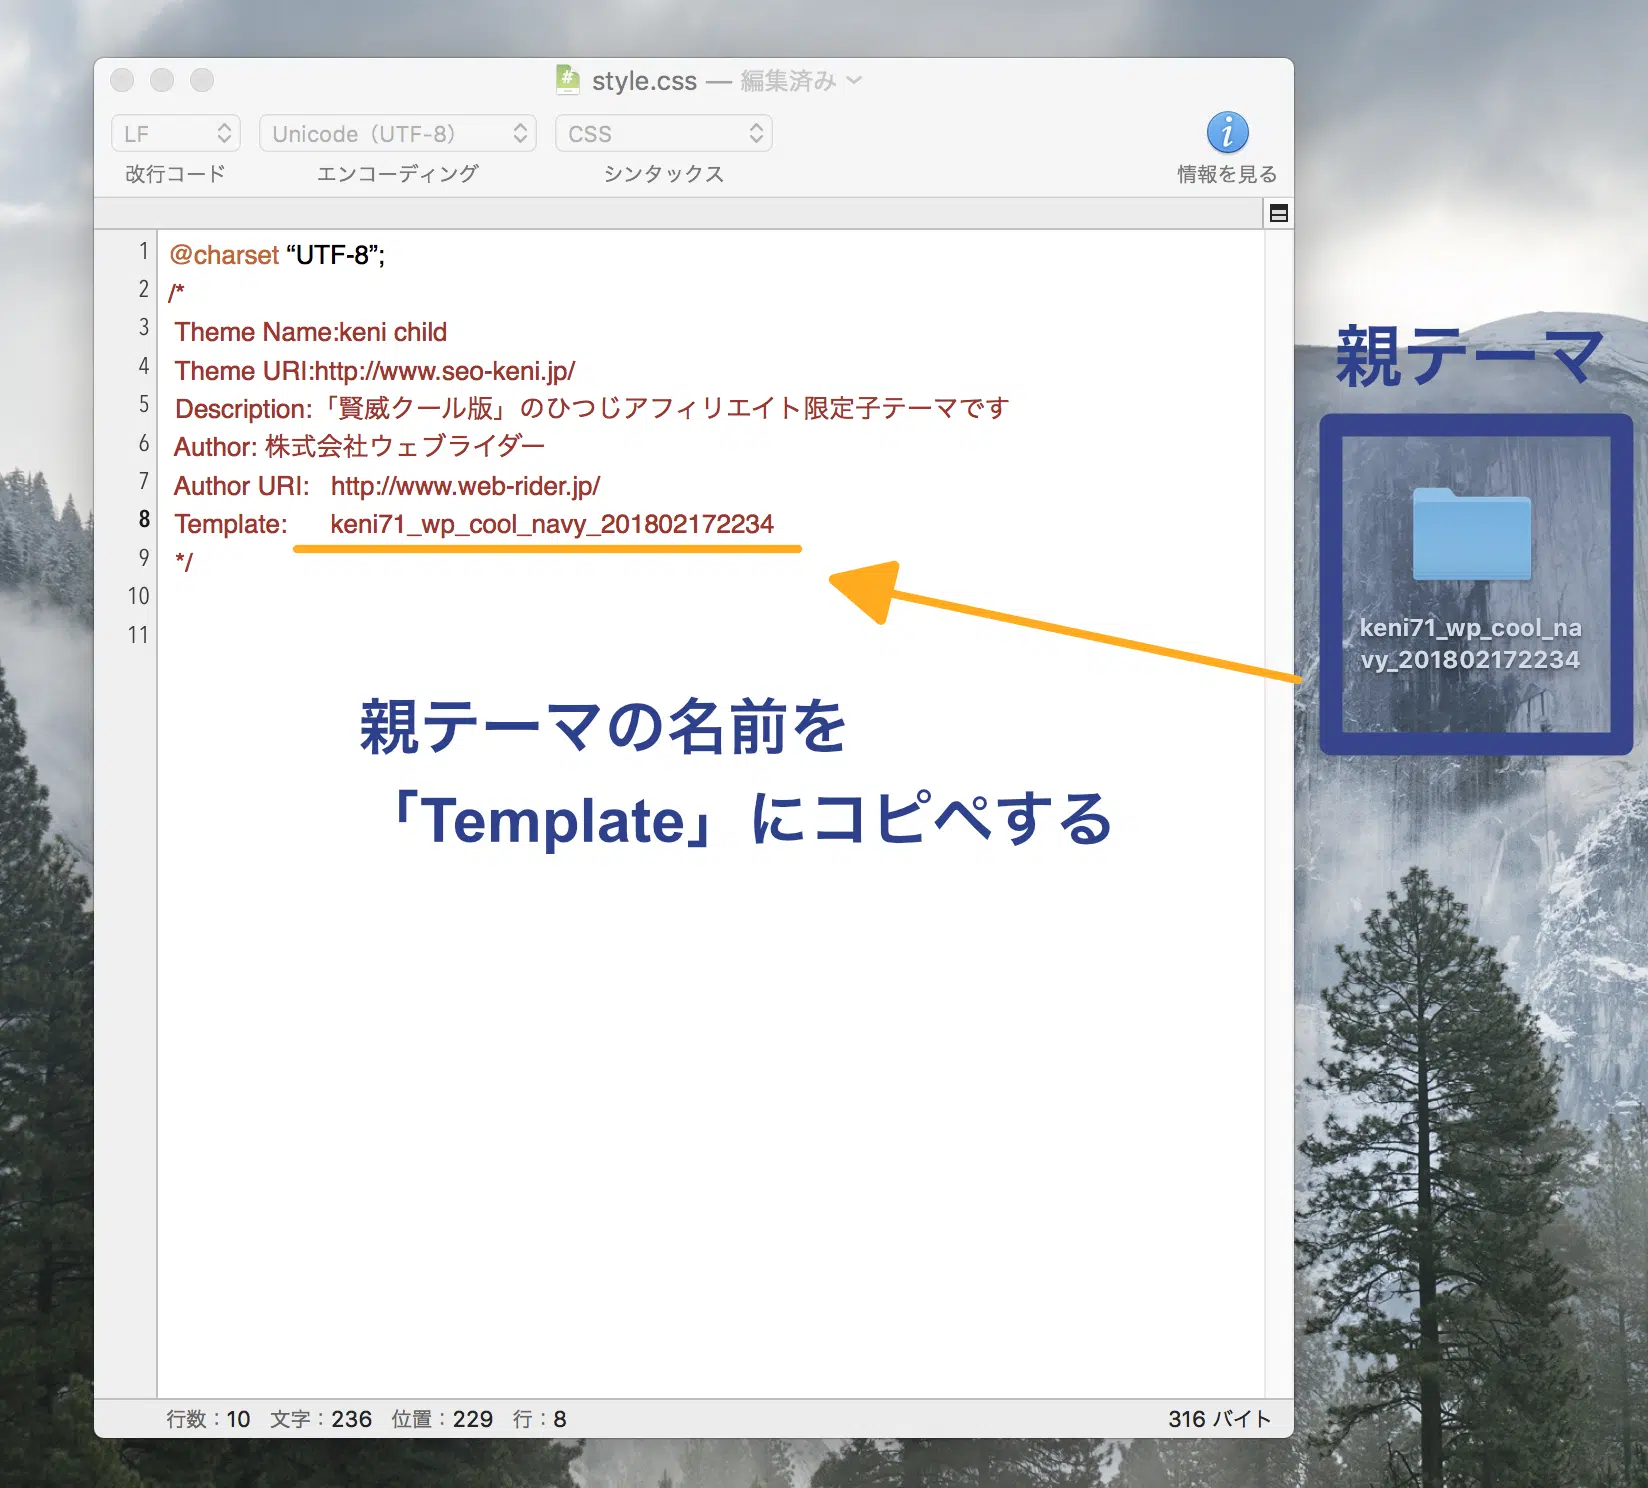 style.css — 編集済み
LF
Unicode（UTF-8）
CSS
改行コード
エンコーディング
シンタックス
情報を見る
1 @charset “UTF-8”;
2 /*
3 Theme Name:keni child
4 Theme URI:http://www.seo-keni.jp/
5 Description:「賢威クール版」のひつじアフィリエイト限定子テーマです
6 Author: 株式会社ウェブライダー
7 Author URI: http://www.web-rider.jp/
8 Template: keni71_wp_cool_navy_201802172234
9 */
10
11
親テーマ
keni71_wp_cool_na
vy_201802172234
親テーマの名前を
「Template」にコピペする
行数：10 文字：236 位置：229 行：8
316 バイト